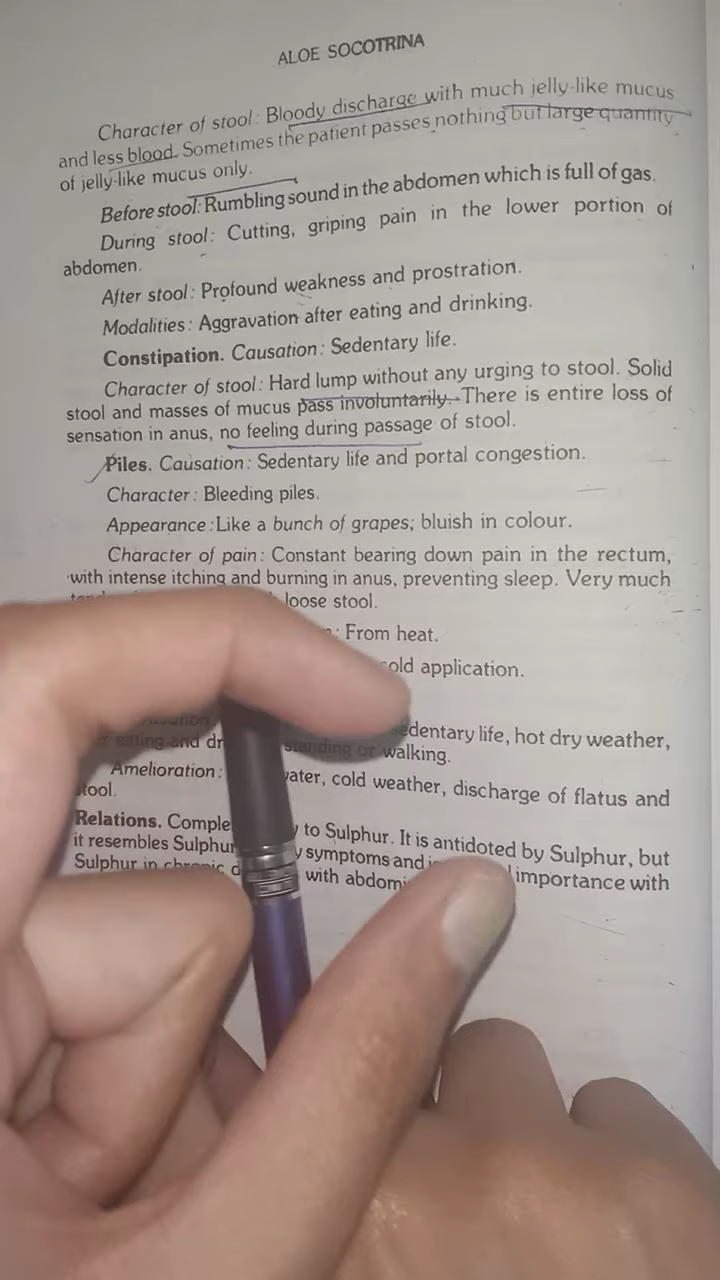 ALOE SOCOTRINA
Character of stool: Bloody discharge with much jelly-like mucus
and less blood. Sometimes the patient passes nothing but large quantity
of jelly-like mucus only.
Before stool: Rumbling sound in the abdomen which is full of gas.
During stool: Cutting, griping pain in the lower portion of
abdomen.
After stool: Profound weakness and prostration.
Modalities: Aggravation after eating and drinking.
Constipation. Causation: Sedentary life.
Character of stool: Hard lump without any urging to stool. Solid
stool and masses of mucus pass involuntarily. There is entire loss of
sensation in anus, no feeling during passage of stool.
Piles. Causation: Sedentary life and portal congestion.
Character: Bleeding piles.
Appearance: Like a bunch of grapes; bluish in colour.
Character of pain: Constant bearing down pain in the rectum,
with intense itching and burning in anus, preventing sleep. Very much
loose stool.
: From heat.
cold application.
sedentary life, hot dry weather,
eating and standing or walking.
Amelioration: cold weather, discharge of flatus and
stool.
Relations. to Sulphur. It is antidoted by Sulphur, but
it resembles symptoms and importance with
Sulphur in with